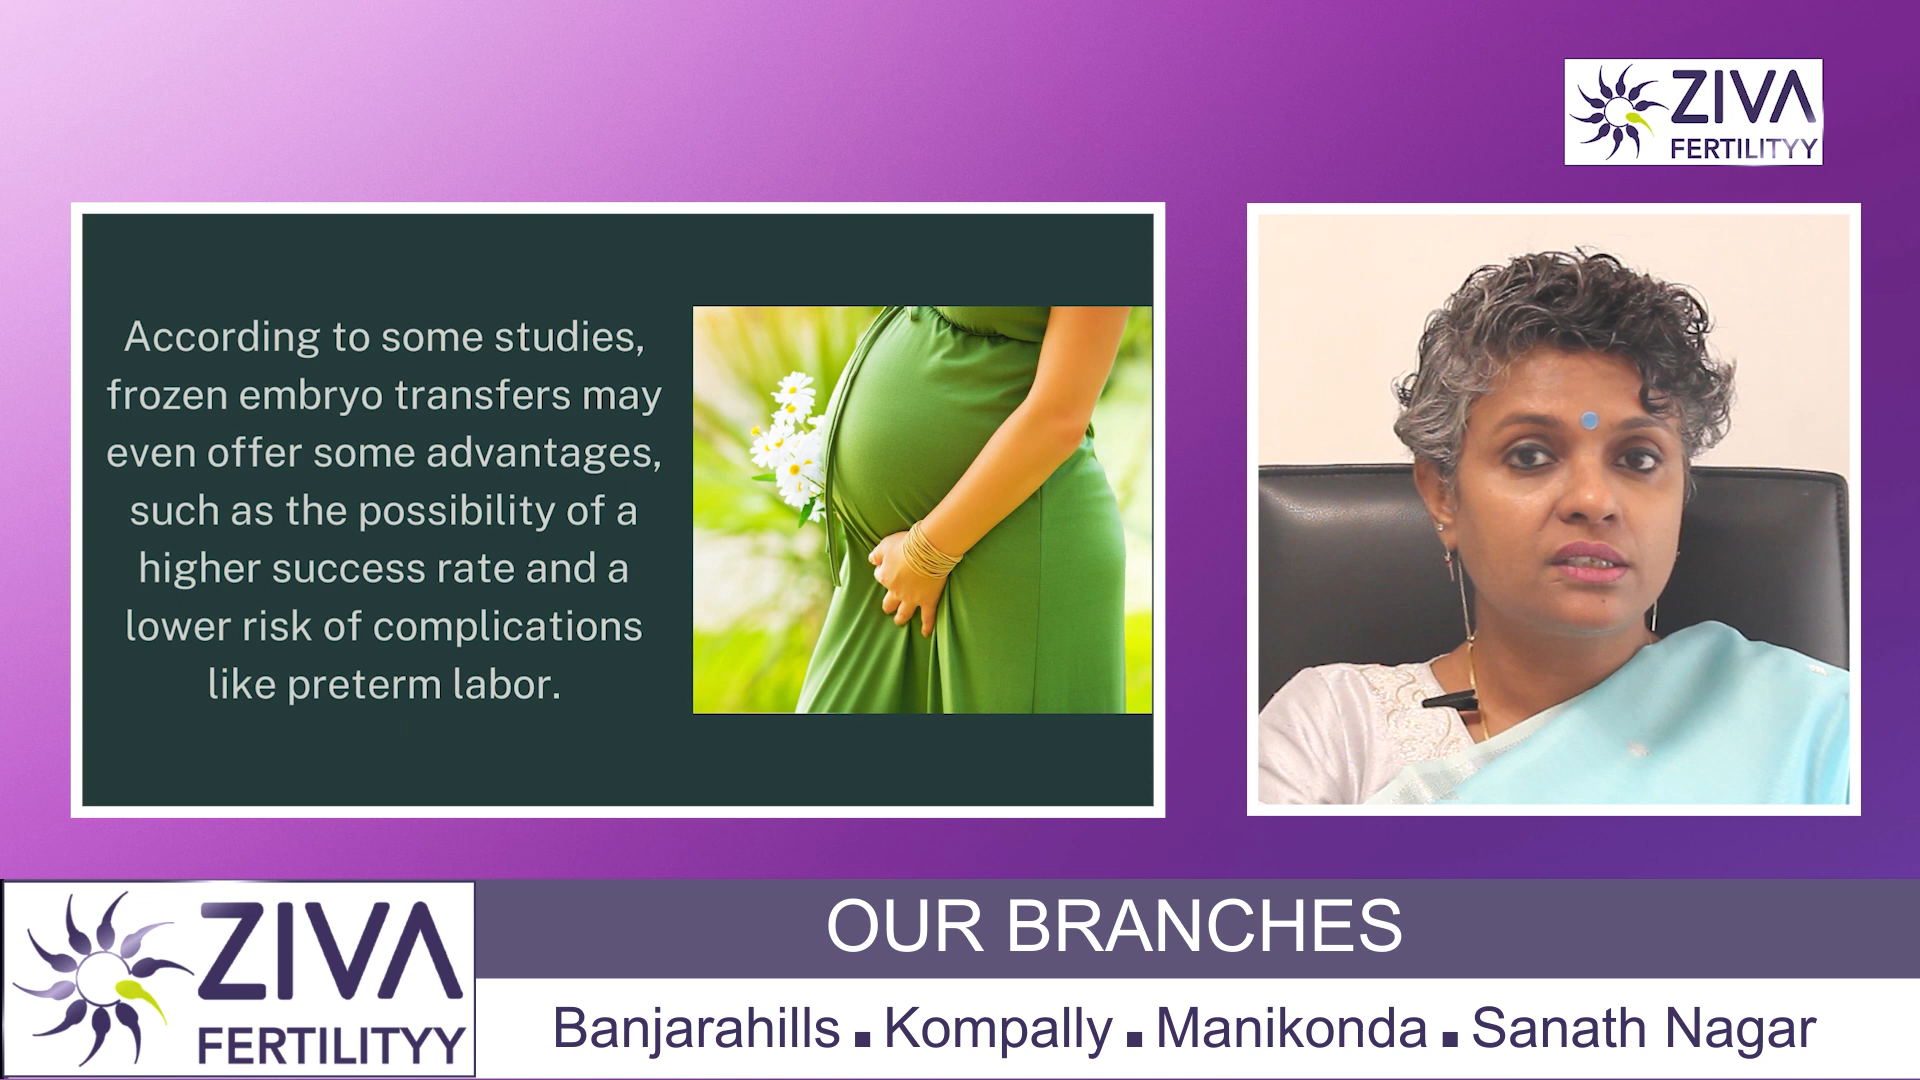 ZIVA
FERTILITYY
According to some studies,
frozen embryo transfers may
even offer some advantages,
such as the possibility of a
higher success rate and a
lower risk of complications
like preterm labor.
ZIVA
FERTILITYY
OUR BRANCHES
Banjarahills ▪ Kompally ▪ Manikonda ▪ Sanath Nagar